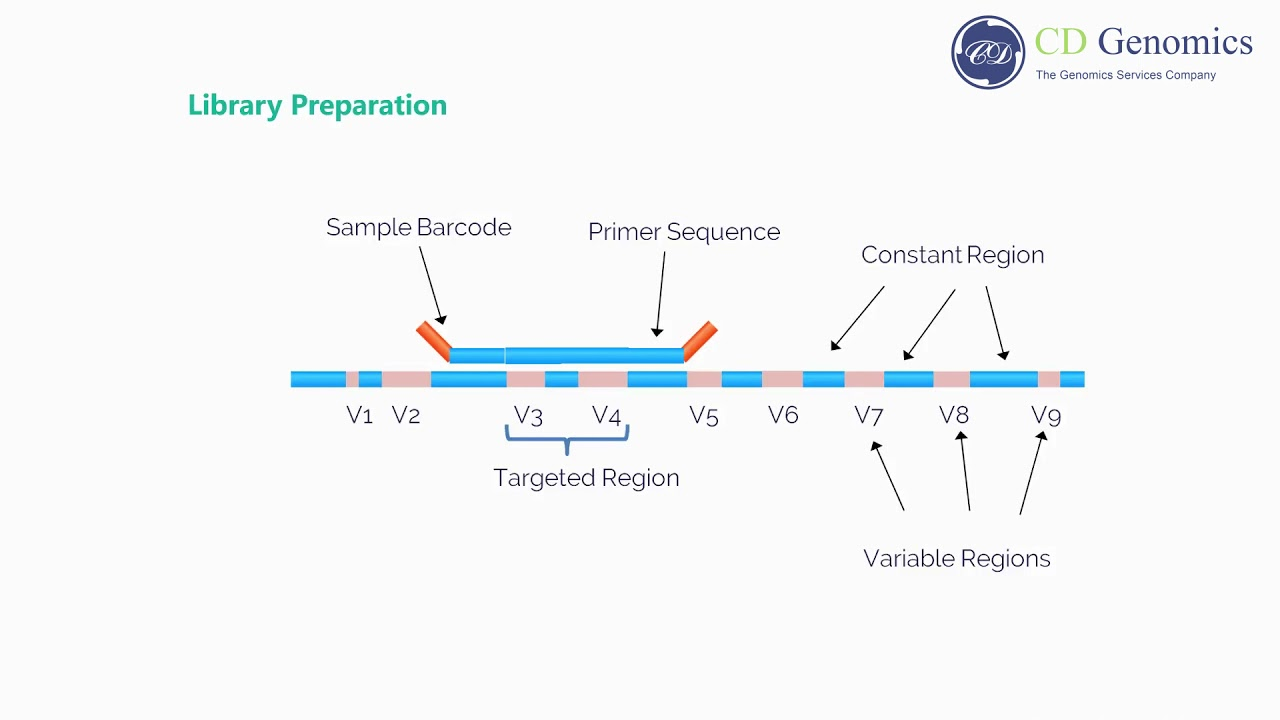 CD
CD Genomics
The Genomics Services Company
Library Preparation
Sample Barcode
Primer Sequence
Constant Region
V1 V2 V3 V4 V5 V6 V7 V8 V9
Targeted Region
Variable Regions